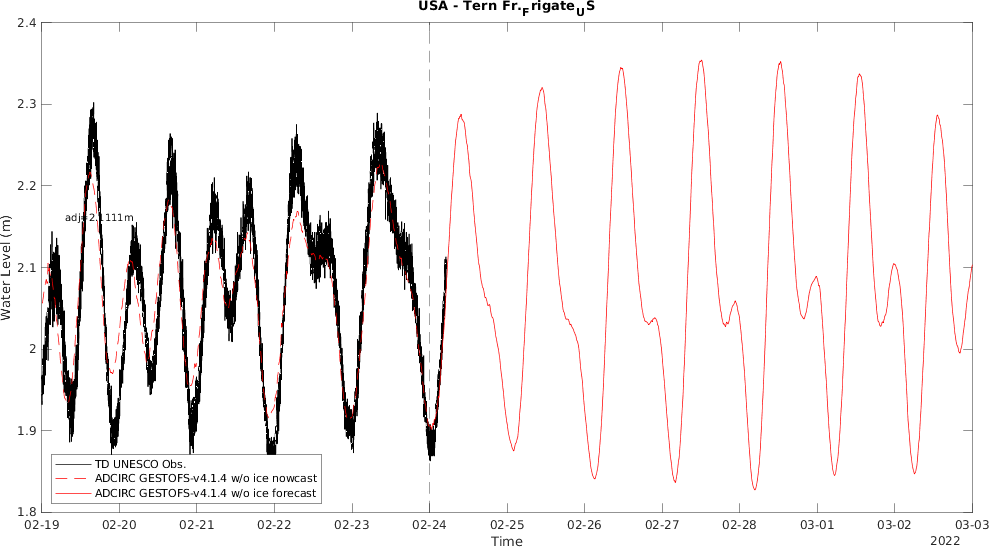 USA - Tern Fr.FrigateUS
2.4
2.3
2.2
2.1
2
1.9
1.8
Water Level (m)
adj=2.1111m
TD UNESCO Obs.
ADCIRC GESTOFS-v4.1.4 w/o ice nowcast
ADCIRC GESTOFS-v4.1.4 w/o ice forecast
02-19 02-20 02-21 02-22 02-23 02-24 02-25 02-26 02-27 02-28 03-01 03-02 03-03
Time
2022